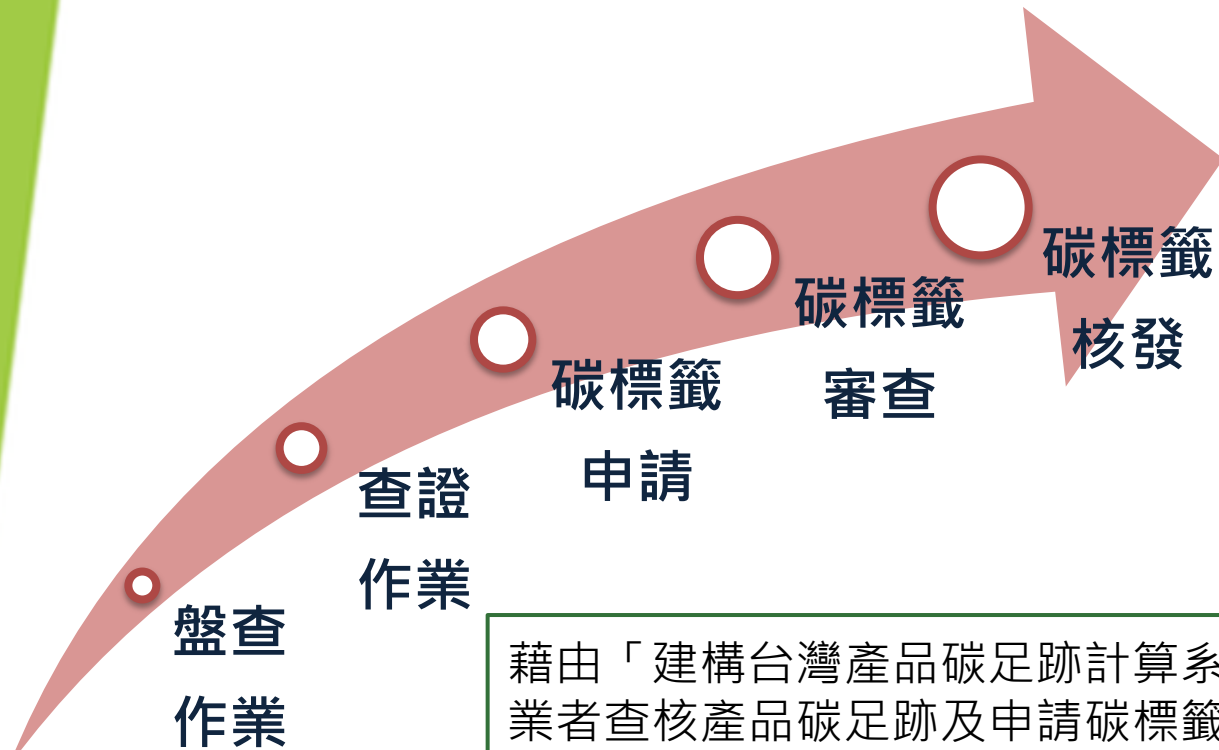 盤查
作業
查證
作業
碳標籤
申請
碳標籤
審查
碳標籤
核發
藉由「建構台灣產品碳足跡計算系
業者查核產品碳足跡及申請碳標籤